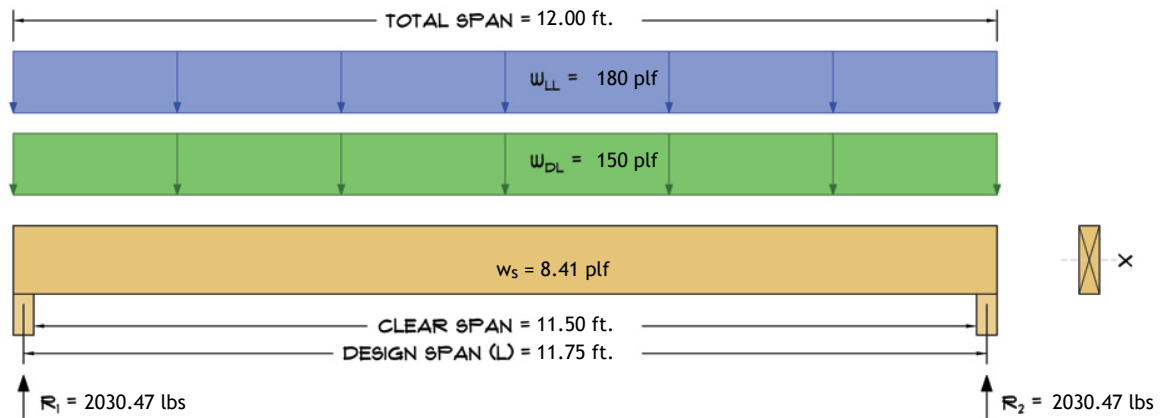 TOTAL SPAN = 12.00 ft.
WLL = 180 plf
WDL = 150 plf
ws = 8.41 plf
X
CLEAR SPAN = 11.50 ft.
DESIGN SPAN (L) = 11.75 ft.
R1 = 2030.47 lbs
R2 = 2030.47 lbs